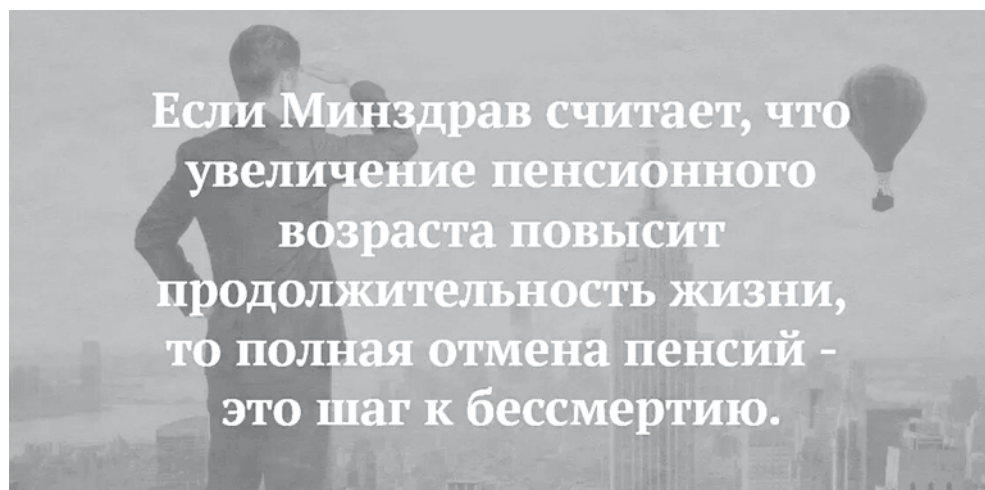 Если Минздрав считает, что
увеличение пенсионного
возраста повысит
продолжительность жизни,
то полная отмена пенсий -
это шаг к бессмертию.